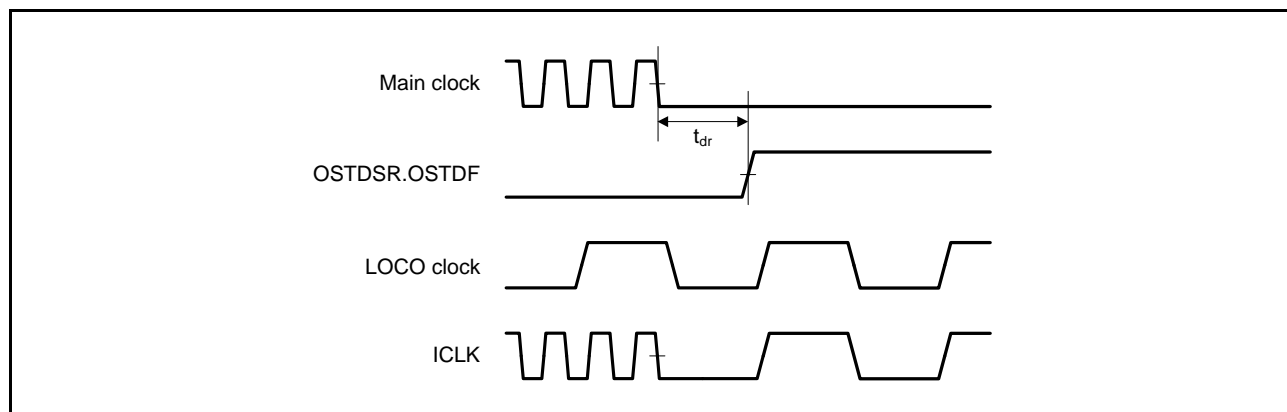 Main clock
t_dr
OSTDSR.OSTDF
LOCO clock
ICLK